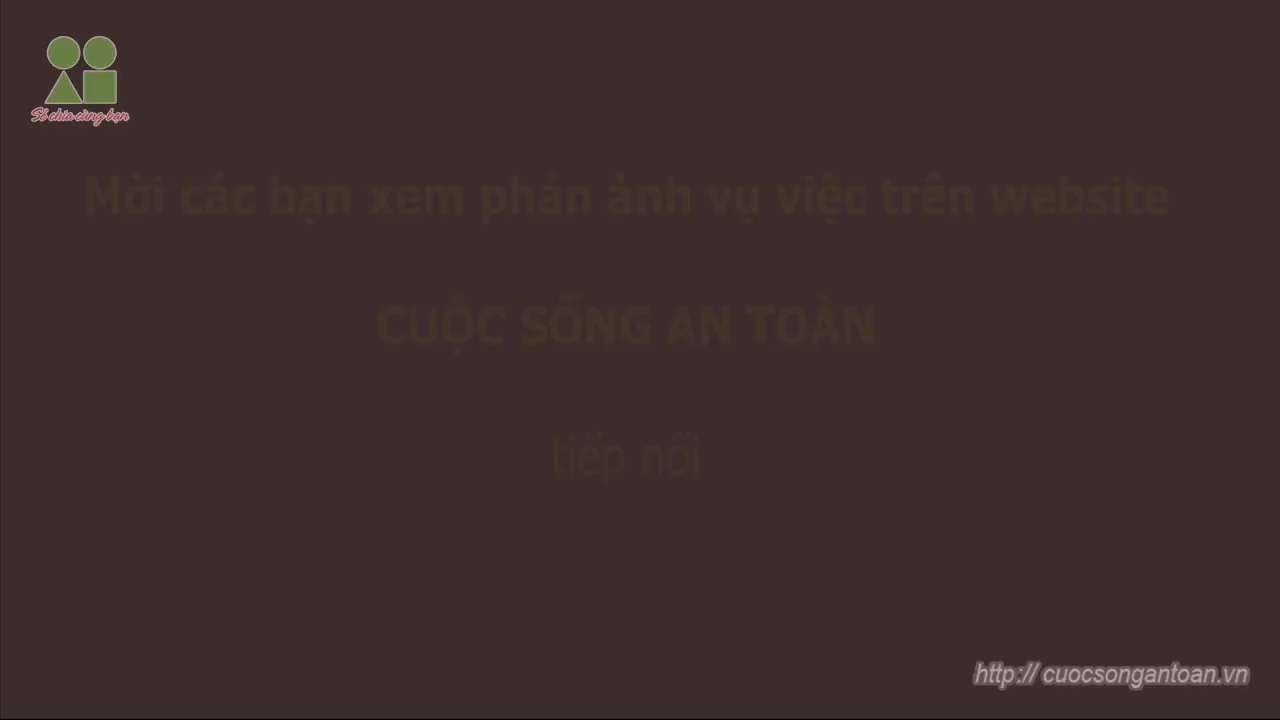 Sẻ chia cùng bạn
Mời các bạn xem phản ánh vụ việc trên website
CUỘC SỐNG AN TOÀN
tiếp nối
http:// cuocsongantoan.vn